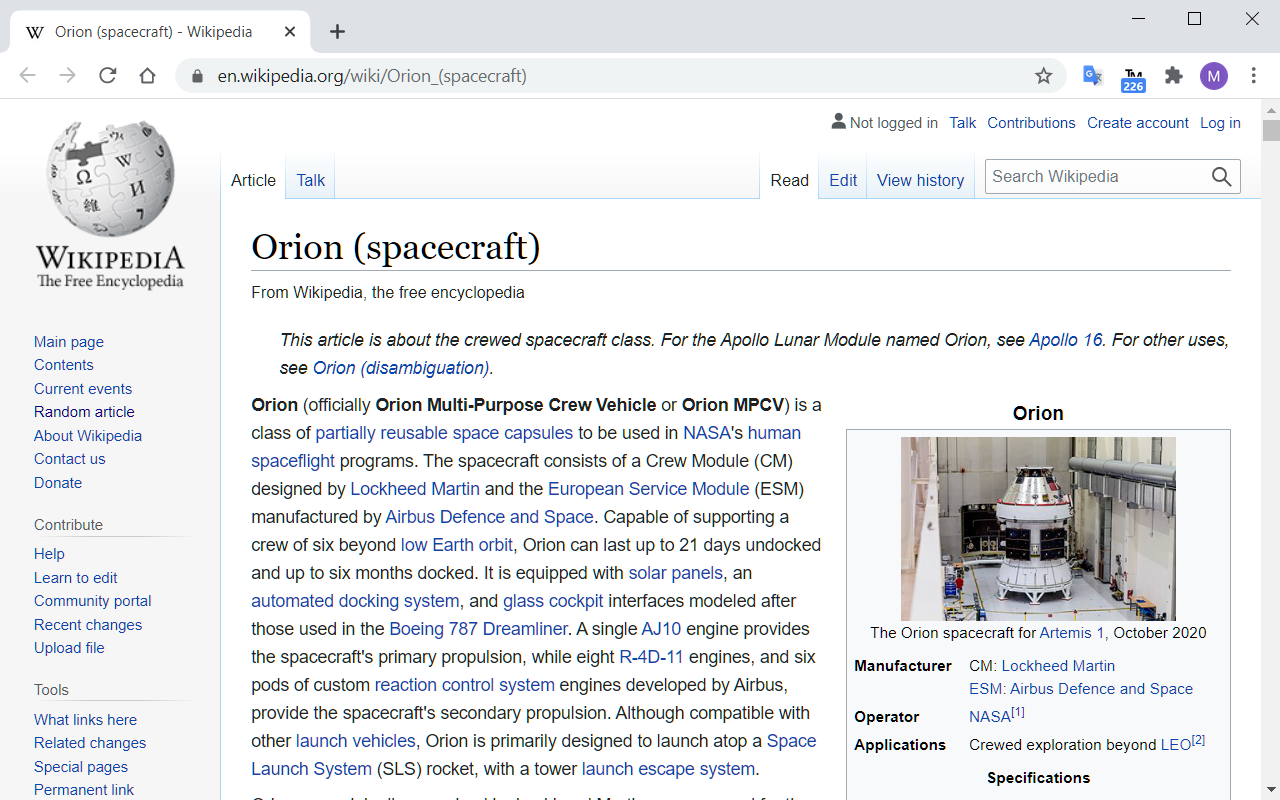 Orion (spacecraft) - Wikipedia
en.wikipedia.org/wiki/Orion_(spacecraft)
226
M
WIKIPEDIA
The Free Encyclopedia
Not logged in Talk Contributions Create account Log in
Article Talk Read Edit View history Search Wikipedia
Main page
Contents
Current events
Random article
About Wikipedia
Contact us
Donate
Contribute
Help
Learn to edit
Community portal
Recent changes
Upload file
Tools
What links here
Related changes
Special pages
Permanent link
Orion (spacecraft)
From Wikipedia, the free encyclopedia
This article is about the crewed spacecraft class. For the Apollo Lunar Module named Orion, see Apollo 16. For other uses,
see Orion (disambiguation).
Orion (officially Orion Multi-Purpose Crew Vehicle or Orion MPCV) is a
class of partially reusable space capsules to be used in NASA's human
spaceflight programs. The spacecraft consists of a Crew Module (CM)
designed by Lockheed Martin and the European Service Module (ESM)
manufactured by Airbus Defence and Space. Capable of supporting a
crew of six beyond low Earth orbit, Orion can last up to 21 days undocked
and up to six months docked. It is equipped with solar panels, an
automated docking system, and glass cockpit interfaces modeled after
those used in the Boeing 787 Dreamliner. A single AJ10 engine provides
the spacecraft's primary propulsion, while eight R-4D-11 engines, and six
pods of custom reaction control system engines developed by Airbus,
provide the spacecraft's secondary propulsion. Although compatible with
other launch vehicles, Orion is primarily designed to launch atop a Space
Launch System (SLS) rocket, with a tower launch escape system.
Orion
The Orion spacecraft for Artemis 1, October 2020
Manufacturer CM: Lockheed Martin
ESM: Airbus Defence and Space
Operator NASA[1]
Applications Crewed exploration beyond LEO[2]
Specifications